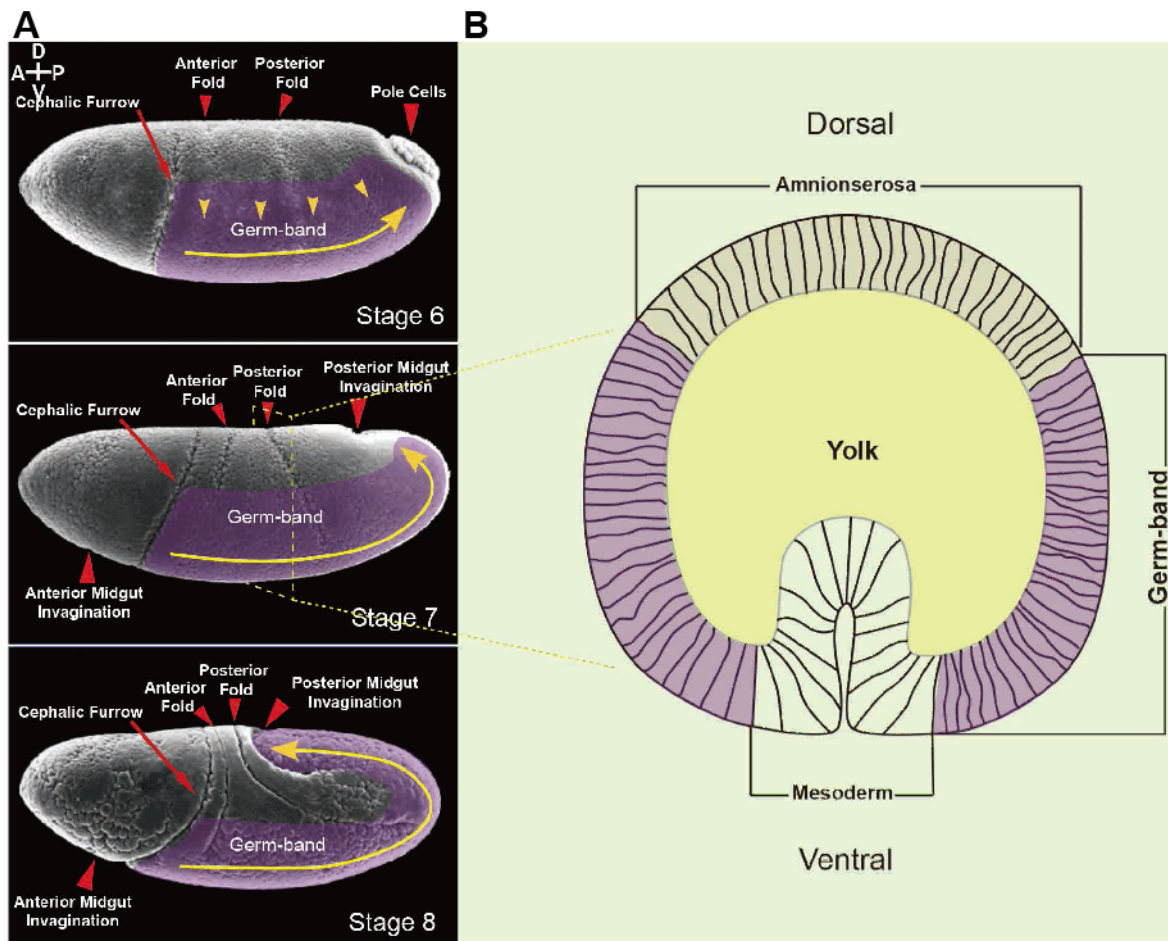 A
D
A P
V
Anterior
Fold
Posterior
Fold
Pole Cells
Cephalic Furrow
Germ-band
Stage 6
Posterior Midgut
Invagination
Anterior
Fold
Posterior
Fold
Cephalic Furrow
Germ-band
Anterior Midgut
Invagination
Stage 7
Posterior
Fold
Anterior
Fold
Posterior Midgut
Invagination
Cephalic Furrow
Germ-band
Anterior Midgut
Invagination
Stage 8
B
Dorsal
Amnionserosa
Yolk
Germ-band
Mesoderm
Ventral